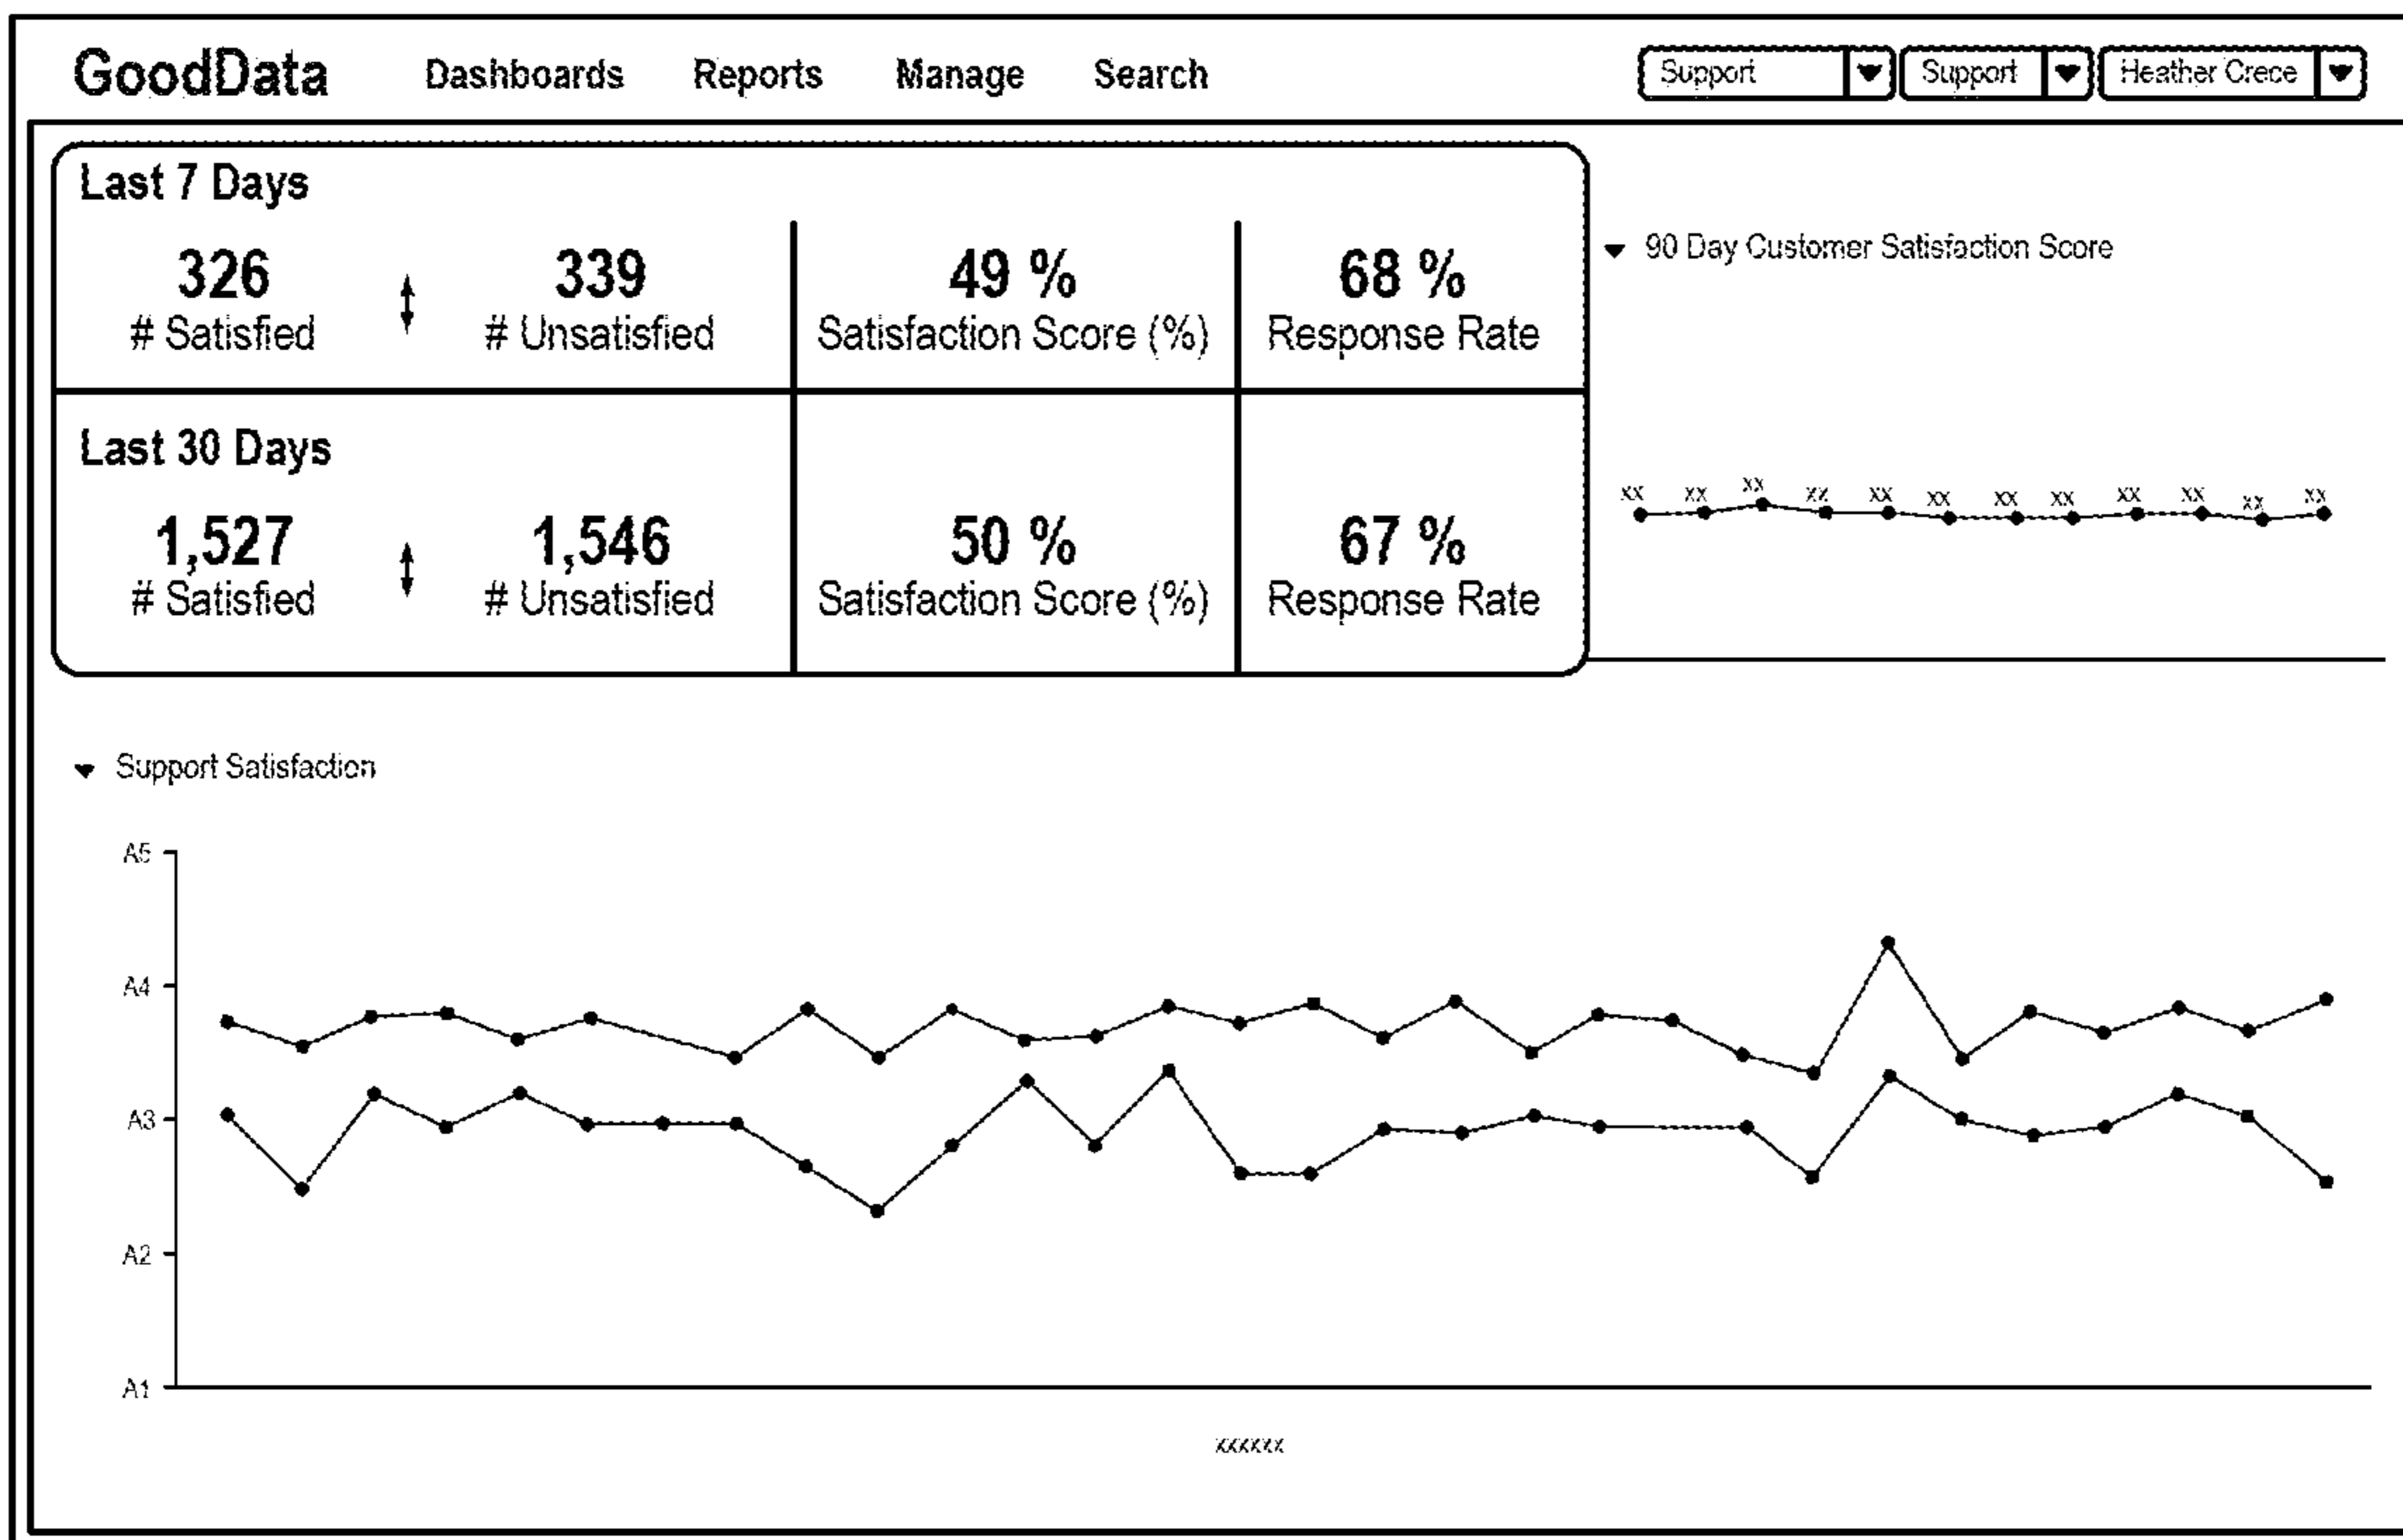 GoodData Dashboards Reports Manage Search Support Support Heather Crece
Last 7 Days
326 339 49 % 68 %
# Satisfied # Unsatisfied Satisfaction Score (%) Response Rate
90 Day Customer Satisfaction Score
Last 30 Days
1,527 1,546 50 % 67 %
# Satisfied # Unsatisfied Satisfaction Score (%) Response Rate
xx xx xx xx xx xx xx xx xx xx xx xx
Support Satisfaction
A5
A4
A3
A2
A1
xxxxxx